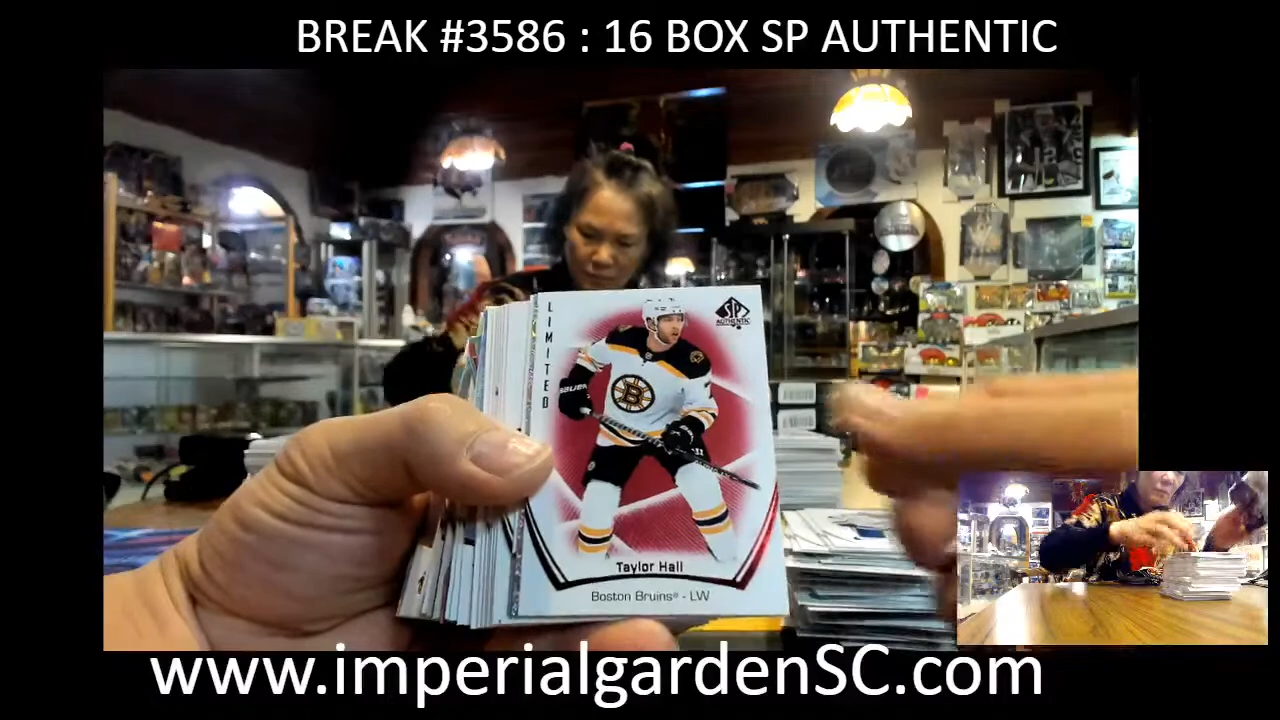 BREAK #3586 : 16 BOX SP AUTHENTIC
LIMITED
SP
AUTHENTIC
B
Taylor Hall
Boston Bruins® - LW
www.imperialgardenSC.com